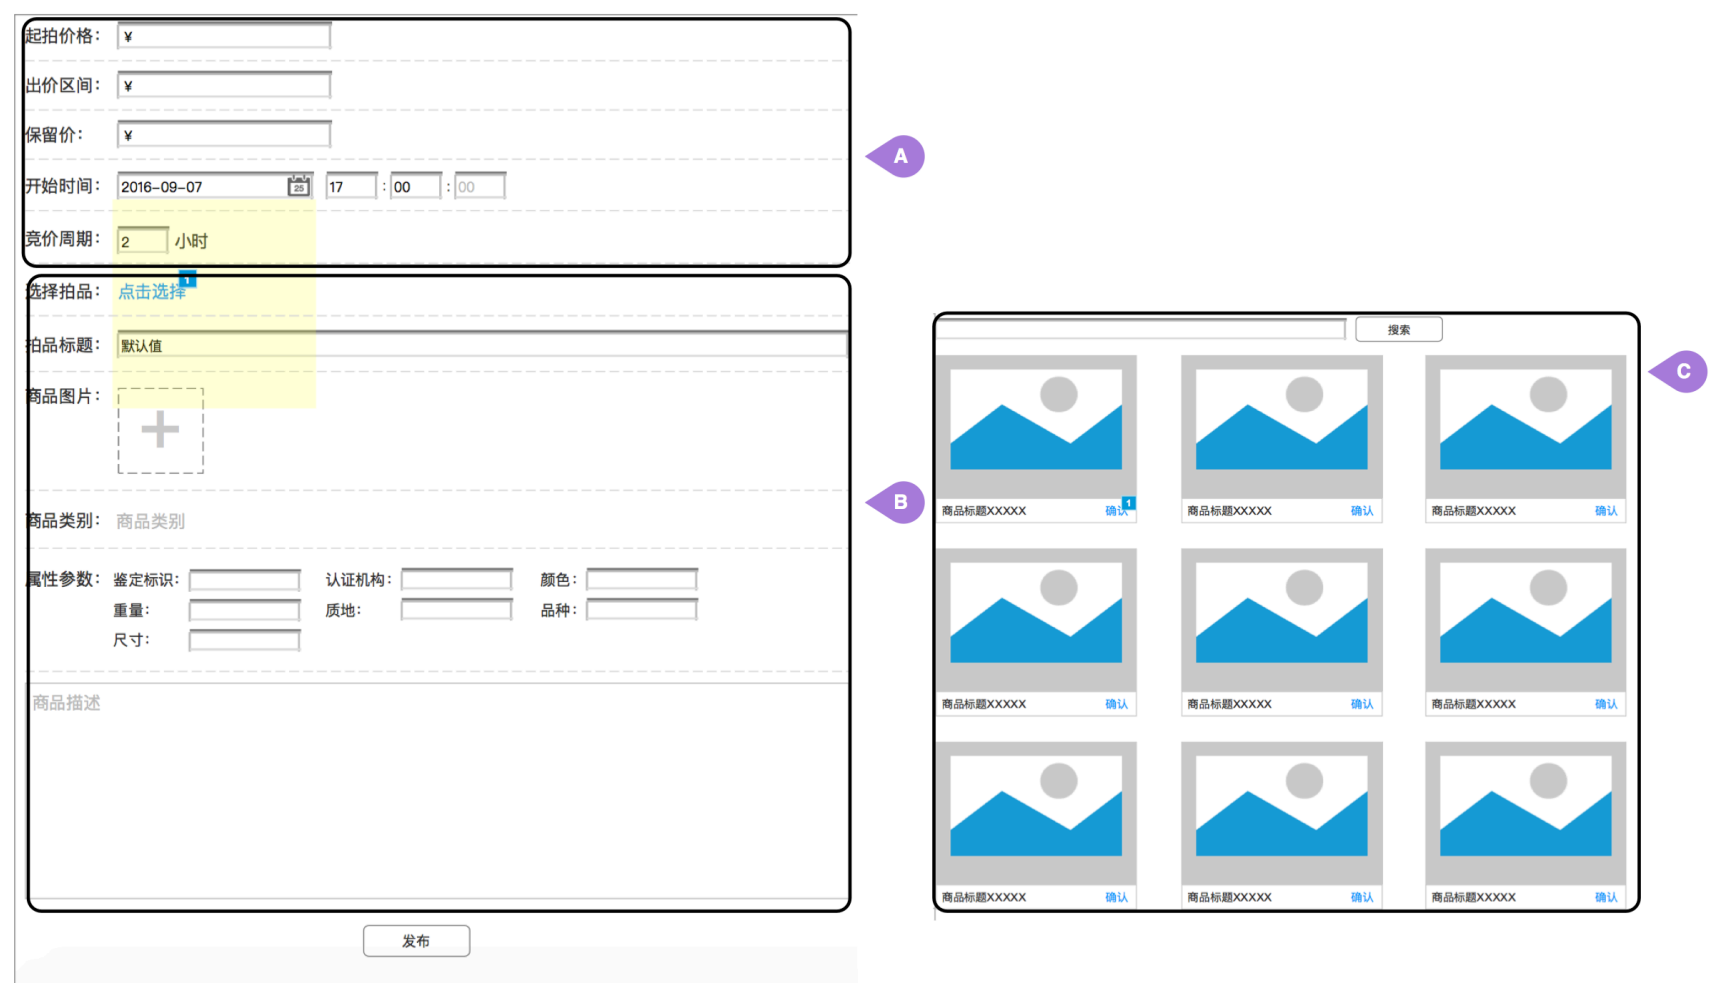 起拍价格： ¥
出价区间： ¥
保留价： ¥
开始时间： 2016-09-07 25 17 : 00 : 00
竞价周期： 2 小时
选择拍品： 点击选择 1
拍品标题： 默认值
商品图片：
商品类别： 商品类别
属性参数： 鉴定标识： 认证机构： 颜色：
重量： 质地： 品种：
尺寸：
商品描述
发布
A
B
搜索
C
商品标题XXXXX 确认 1 商品标题XXXXX 确认 商品标题XXXXX 确认
商品标题XXXXX 确认 商品标题XXXXX 确认 商品标题XXXXX 确认
商品标题XXXXX 确认 商品标题XXXXX 确认 商品标题XXXXX 确认